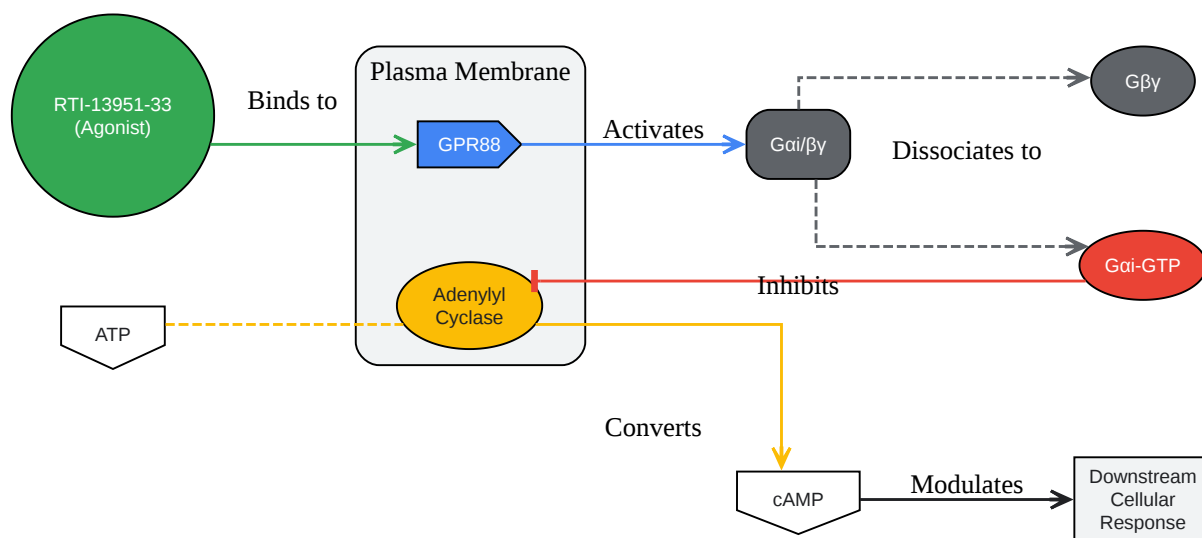 Plasma Membrane
RTI-13951-33
(Agonist)
Binds to
GPR88
Activates
Gαi/βγ
Gβγ
Dissociates to
Gαi-GTP
Inhibits
Adenylyl
Cyclase
ATP
Converts
cAMP
Modulates
Downstream
Cellular
Response